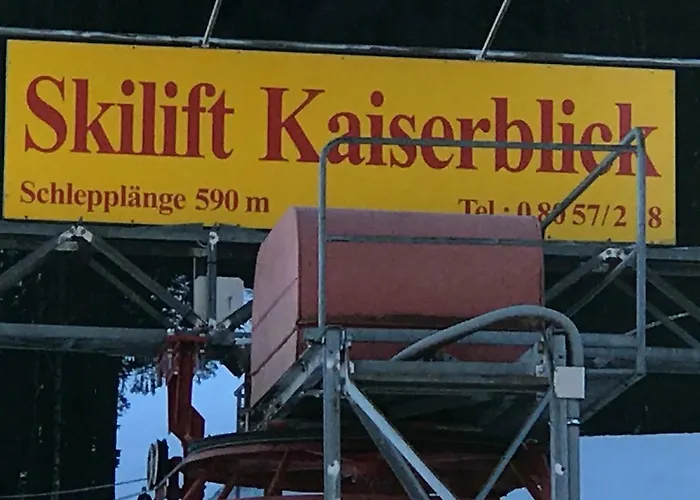 Skilift Kaiserblick
Schlepplänge 590 m
Tel.: 0 80 57/2 8